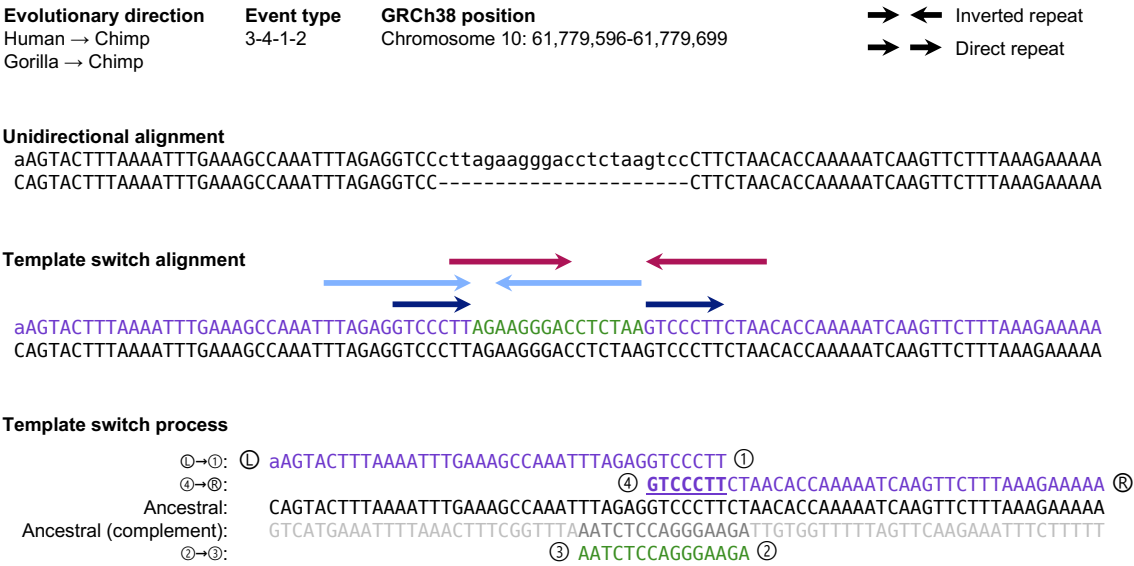 Evolutionary direction Event type GRCh38 position → ← Inverted repeat
Human → Chimp 3-4-1-2 Chromosome 10: 61,779,596-61,779,699
Gorilla → Chimp → → Direct repeat
Unidirectional alignment
aAGTACTTTAAAATTTGAAAGCCAAATTTAGAGGTCCcttagaagggacctctaagtccCTTCTAACACCAAAAATCAAGTTCTTTAAAGAAAAA
CAGTACTTTAAAATTTGAAAGCCAAATTTAGAGGTCC----------------------CTTCTAACACCAAAAATCAAGTTCTTTAAAGAAAAA
Template switch alignment
aAGTACTTTAAAATTTGAAAGCCAAATTTAGAGGTCCCTTAGAAGGGACCTCTAAGTCCCTTCTAACACCAAAAATCAAGTTCTTTAAAGAAAAA
CAGTACTTTAAAATTTGAAAGCCAAATTTAGAGGTCCCTTAGAAGGGACCTCTAAGTCCCTTCTAACACCAAAAATCAAGTTCTTTAAAGAAAAA
Template switch process
Ⓛ→①: Ⓛ aAGTACTTTAAAATTTGAAAGCCAAATTTAGAGGTCCCTT ①
④→Ⓡ: ④ GTCCCTTCTAACACCAAAAATCAAGTTCTTTAAAGAAAAA Ⓡ
Ancestral: CAGTACTTTAAAATTTGAAAGCCAAATTTAGAGGTCCCTTCTAACACCAAAAATCAAGTTCTTTAAAGAAAAA
Ancestral (complement): GTCATGAAATTTTAAACTTTCGGTTTAAATCTCCAGGGAAGATTGTGGTTTTTAGTTCAAGAAATTTCTTTTT
②→③: ③ AATCTCCAGGGAAGA ②